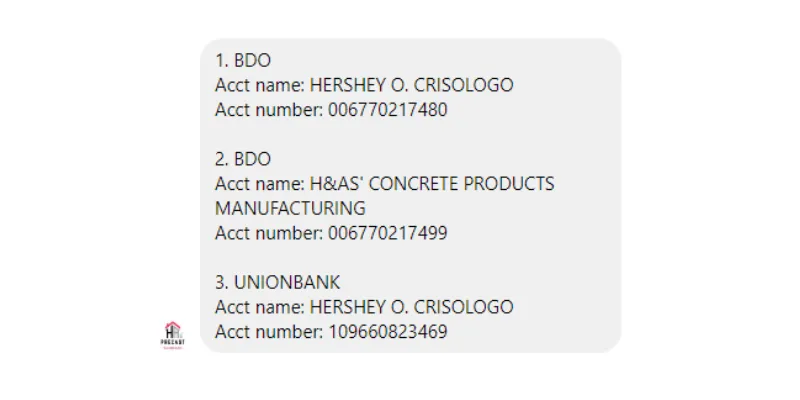 1. BDO
Acct name: HERSHEY O. CRISOLOGO
Acct number: 006770217480
2. BDO
Acct name: H&AS' CONCRETE PRODUCTS
MANUFACTURING
Acct number: 006770217499
3. UNIONBANK
Acct name: HERSHEY O. CRISOLOGO
Acct number: 109660823469